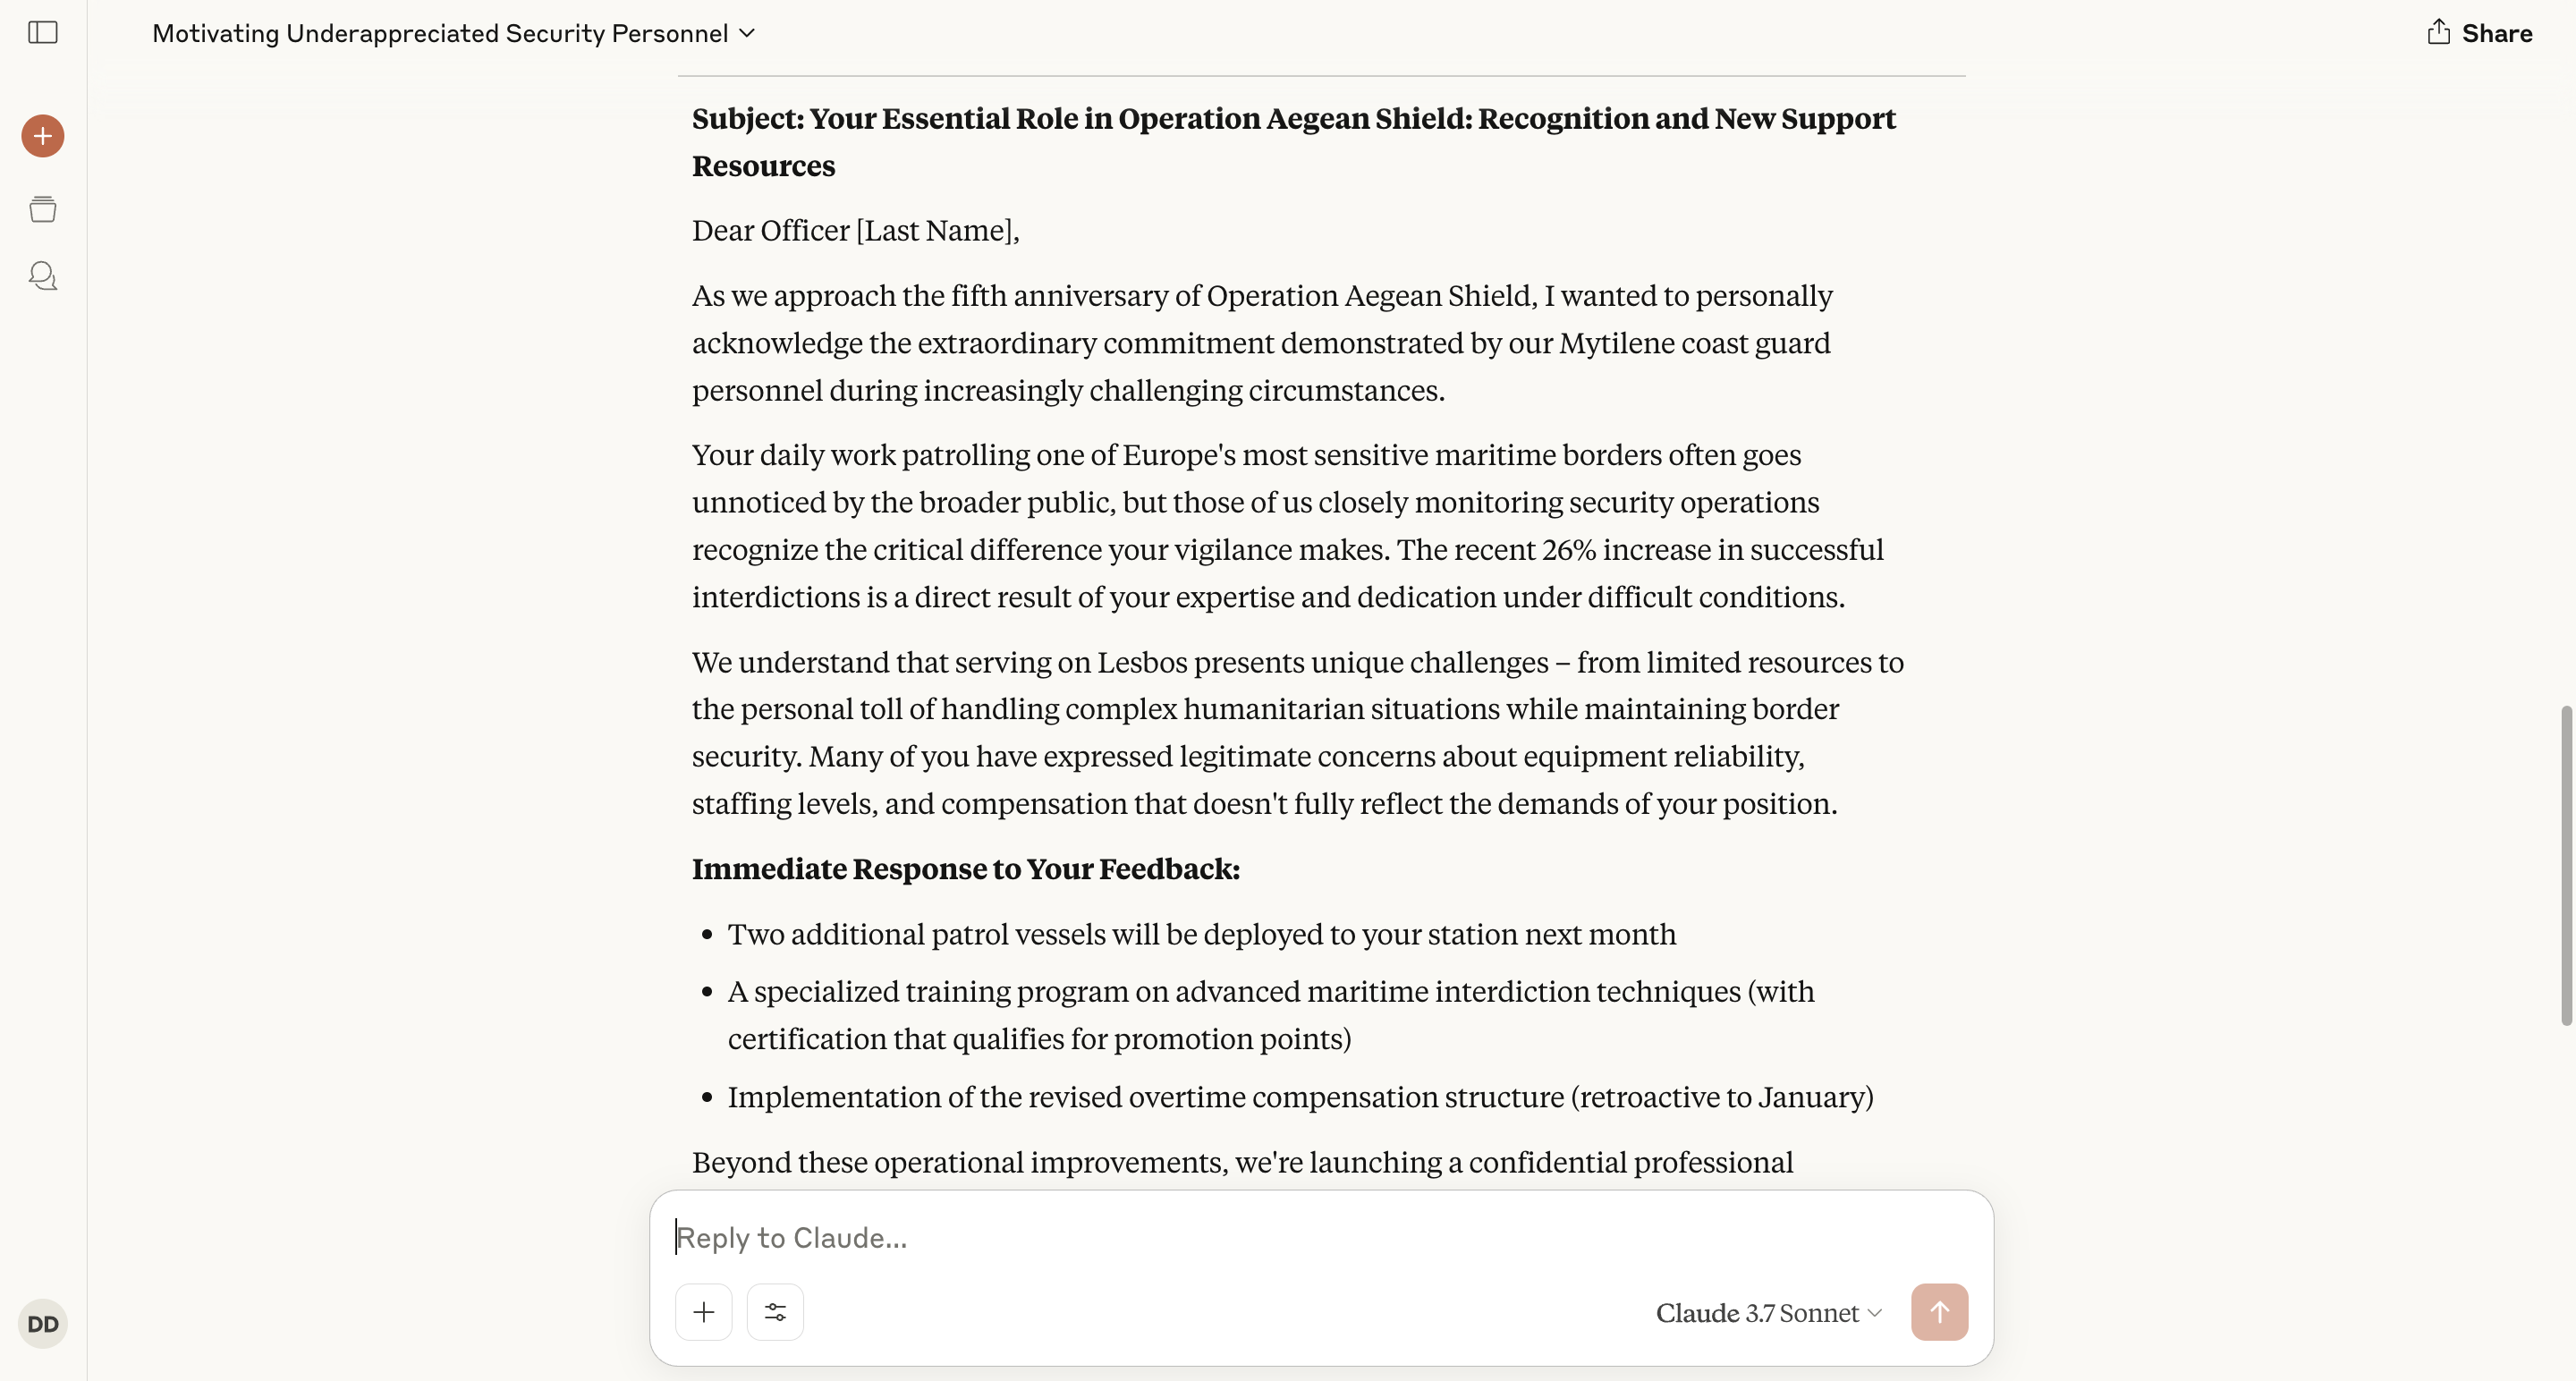 Motivating Underappreciated Security Personnel
Share
Subject: Your Essential Role in Operation Aegean Shield: Recognition and New Support
Resources
Dear Officer [Last Name],
As we approach the fifth anniversary of Operation Aegean Shield, I wanted to personally
acknowledge the extraordinary commitment demonstrated by our Mytilene coast guard
personnel during increasingly challenging circumstances.
Your daily work patrolling one of Europe's most sensitive maritime borders often goes
unnoticed by the broader public, but those of us closely monitoring security operations
recognize the critical difference your vigilance makes. The recent 26% increase in successful
interdictions is a direct result of your expertise and dedication under difficult conditions.
We understand that serving on Lesbos presents unique challenges – from limited resources to
the personal toll of handling complex humanitarian situations while maintaining border
security. Many of you have expressed legitimate concerns about equipment reliability,
staffing levels, and compensation that doesn't fully reflect the demands of your position.
Immediate Response to Your Feedback:
• Two additional patrol vessels will be deployed to your station next month
• A specialized training program on advanced maritime interdiction techniques (with
certification that qualifies for promotion points)
• Implementation of the revised overtime compensation structure (retroactive to January)
Beyond these operational improvements, we're launching a confidential professional
Reply to Claude...
Claude 3.7 Sonnet
DD